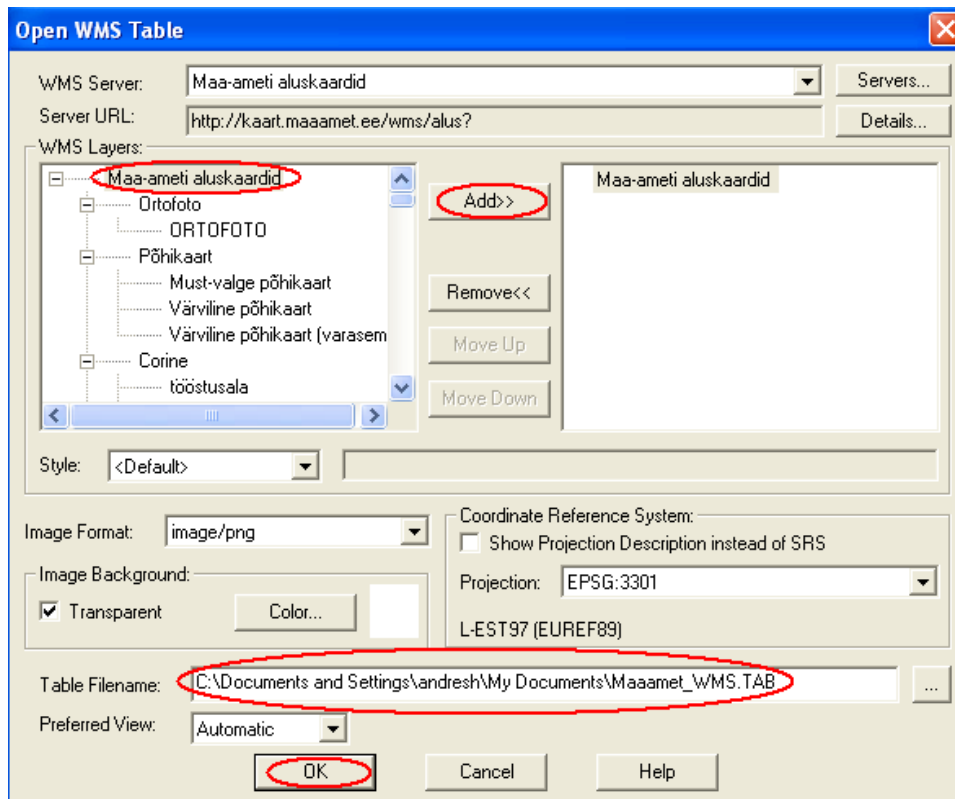 Open WMS Table
WMS Server: Maa-ameti aluskaardid Servers...
Server URL: http://kaart.maaamet.ee/wms/alus? Details...
WMS Layers:
Maa-ameti aluskaardid
Ortofoto
ORTOFOTO
Põhikaart
Must-valge põhikaart
Värviline põhikaart
Värviline põhikaart (varasem
Corine
tööstusala
Add>>
Remove<<
Move Up
Move Down
Maa-ameti aluskaardid
Style: <Default>
Image Format: image/png
Image Background:
Transparent Color...
Coordinate Reference System:
Show Projection Description instead of SRS
Projection: EPSG:3301
L-EST97 (EUREF89)
Table Filename: C:\Documents and Settings\andresh\My Documents\Maaamet_WMS.TAB ...
Preferred View: Automatic
OK Cancel Help